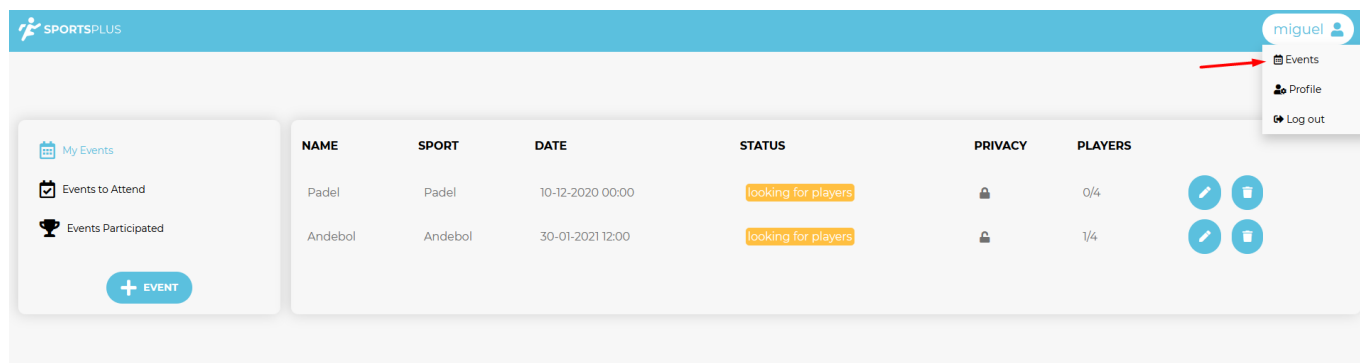 SPORTSPLUS
miguel
Events
Profile
Log out
My Events
Events to Attend
Events Participated
EVENT
NAME SPORT DATE STATUS PRIVACY PLAYERS
Padel Padel 10-12-2020 00:00 looking for players 0/4
Andebol Andebol 30-01-2021 12:00 looking for players 1/4